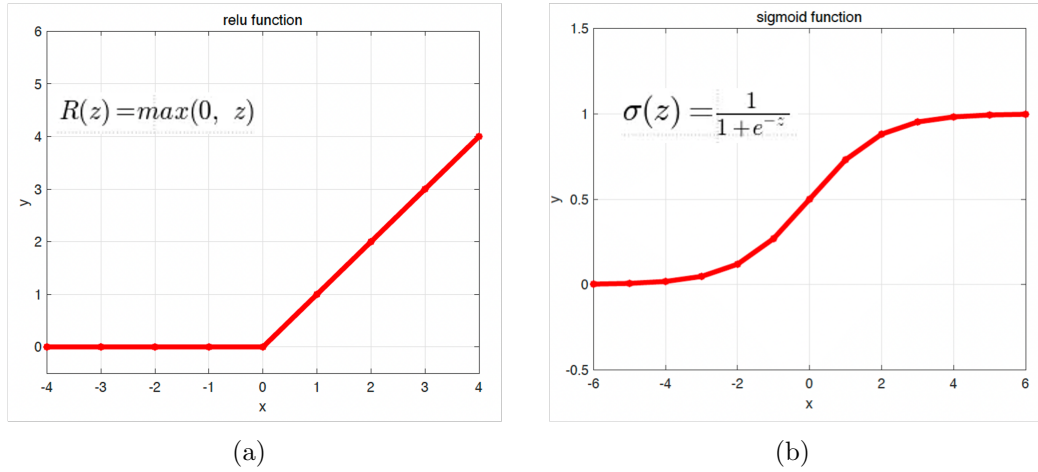 relu function
R(z)=max(0, z)
y
6
5
4
3
2
1
0
-4 -3 -2 -1 0 1 2 3 4
x
(a)
sigmoid function
σ(z)=1/(1+e^{-z})
y
1.5
1
0.5
0
-0.5
-6 -4 -2 0 2 4 6
x
(b)